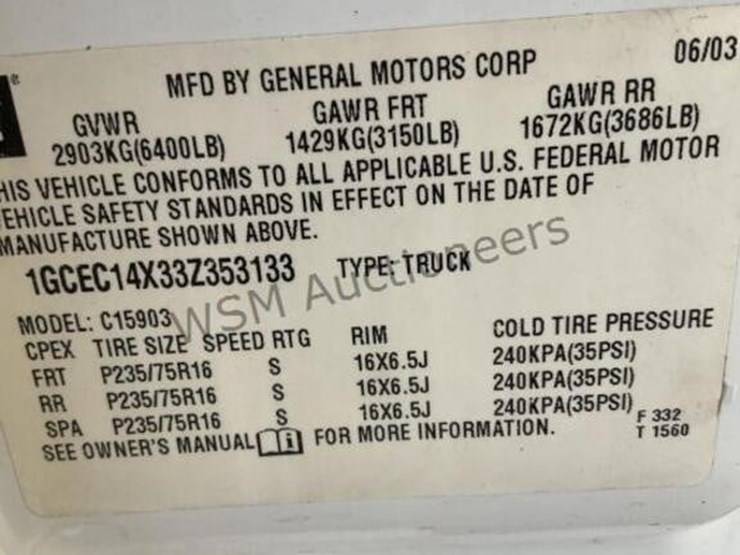 MFD BY GENERAL MOTORS CORP 06/03
GVWR GAWR FRT GAWR RR
2903KG(6400LB) 1429KG(3150LB) 1672KG(3686LB)
HIS VEHICLE CONFORMS TO ALL APPLICABLE U.S. FEDERAL MOTOR
EHICLE SAFETY STANDARDS IN EFFECT ON THE DATE OF
MANUFACTURE SHOWN ABOVE.
1GCEC14X33Z353133 TYPE: TRUCK
WSM Auctioneers
MODEL: C15903
CPEX TIRE SIZE SPEED RTG RIM COLD TIRE PRESSURE
FRT P235/75R16 S 16X6.5J 240KPA(35PSI)
RR P235/75R16 S 16X6.5J 240KPA(35PSI)
SPA P235/75R16 S 16X6.5J 240KPA(35PSI)
SEE OWNER'S MANUAL i FOR MORE INFORMATION.
F 332
T 1560